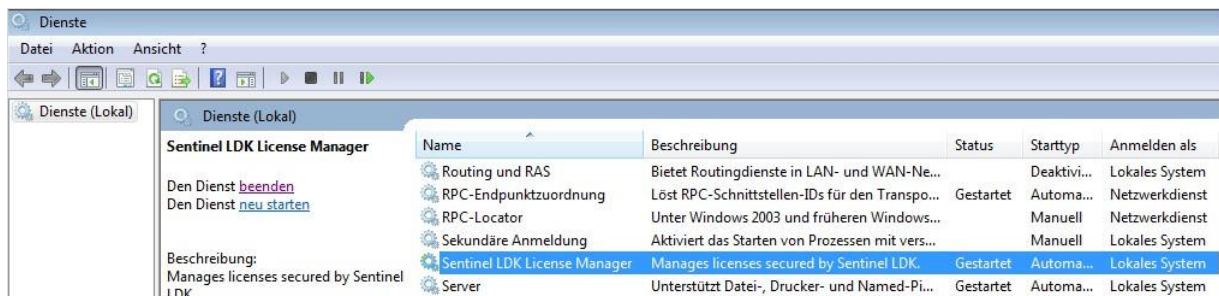 Dienste
Datei Aktion Ansicht ?
Dienste (Lokal)
Dienste (Lokal)
Sentinel LDK License Manager
Den Dienst beenden
Den Dienst neu starten
Beschreibung:
Manages licenses secured by Sentinel
LDK.
Name Beschreibung Status Starttyp Anmelden als
Routing und RAS Bietet Routingdienste in LAN- und WAN-Ne... Deaktivi... Lokales System
RPC-Endpunktzuordnung Löst RPC-Schnittstellen-IDs für den Transpo... Gestartet Automa... Netzwerkdienst
RPC-Locator Unter Windows 2003 und früheren Windows... Manuell Netzwerkdienst
Sekundäre Anmeldung Aktiviert das Starten von Prozessen mit vers... Manuell Lokales System
Sentinel LDK License Manager Manages licenses secured by Sentinel LDK. Gestartet Automa... Lokales System
Server Unterstützt Datei-, Drucker- und Named-Pi... Gestartet Automa... Lokales System